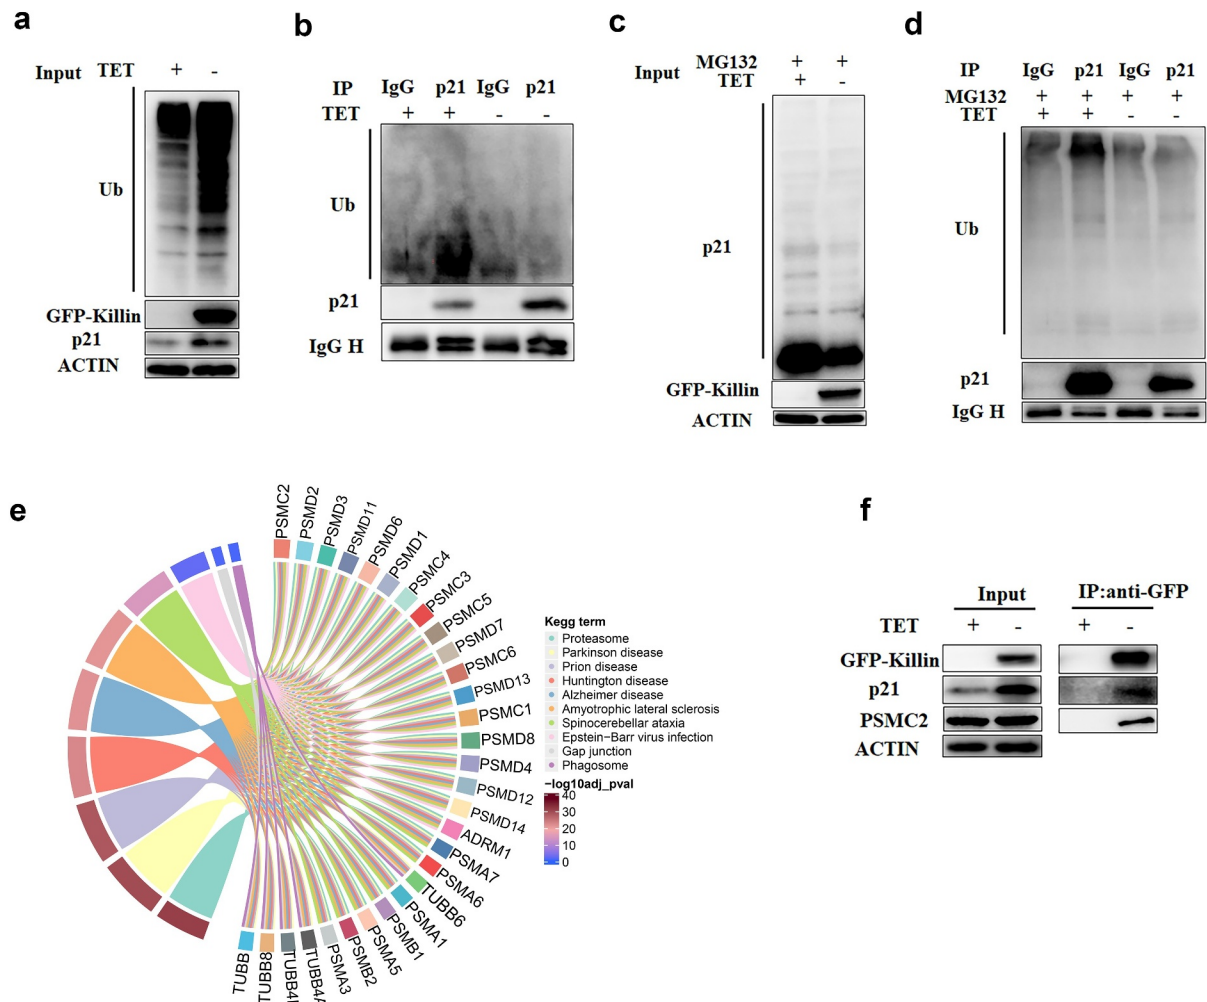 a
Input TET + -
Ub
GFP-Killin
p21
ACTIN
b
IP IgG p21 IgG p21
TET + + - -
Ub
p21
IgG H
c
MG132 + +
Input TET + -
p21
GFP-Killin
ACTIN
d
IP IgG p21 IgG p21
MG132 + + + +
TET + + - -
Ub
p21
IgG H
e
PSMC2
PSMD2
PSMD3
PSMD11
PSMD6
PSMD1
PSMC4
PSMC3
PSMC5
PSMD7
PSMC6
PSMD13
PSMC1
PSMD8
PSMD4
PSMD12
PSMD14
ADRM1
PSMA7
PSMA6
TUBB6
PSMA1
PSMB1
PSMA5
PSMB2
PSMA3
TUBB
TUBB8
Kegg term
Proteasome
Parkinson disease
Prion disease
Huntington disease
Alzheimer disease
Amyotrophic lateral sclerosis
Spinocerebellar ataxia
Epstein−Barr virus infection
Gap junction
Phagosome
−log10adj_pval
40
30
20
10
0
f
Input IP:anti-GFP
TET + - + -
GFP-Killin
p21
PSMC2
ACTIN